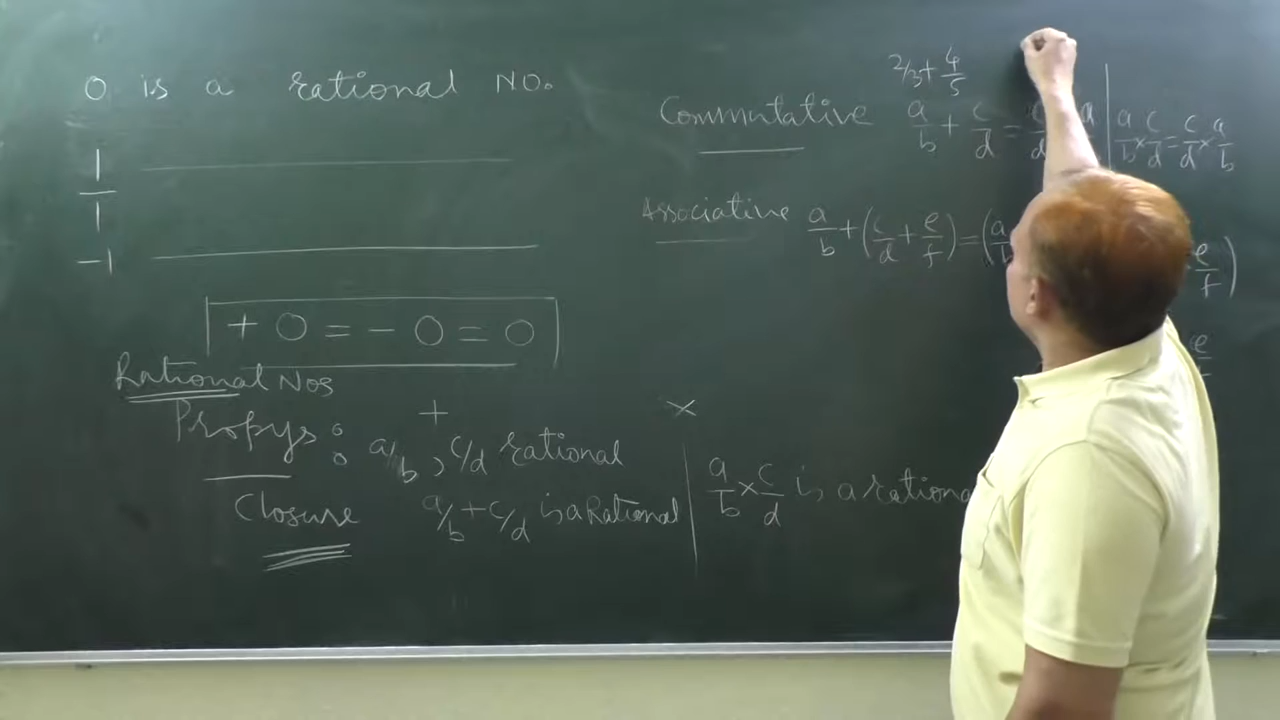 0 is a rational NO.
1
1
-1
+0 = -0 = 0
Rational Nos
Propys :
+
a/b, c/d rational
Closure
a/b + c/d is a Rational
×
a/b × c/d is a rationa
2/3 + 4/5
Commutative a/b + c/d =
a/b × c/d = c/d × a/b
Associative a/b + (c/d + e/f) = (a
e/f)
e